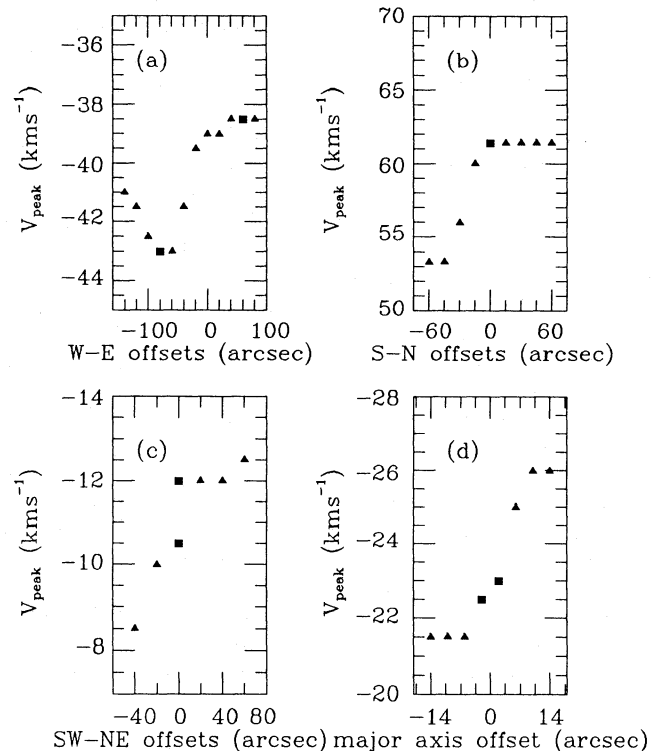 -36
-38
-40
-42
-44
(a)
V_peak (kms^-1)
-100 0 100
W-E offsets (arcsec)
70
65
60
55
50
(b)
V_peak (kms^-1)
-60 0 60
S-N offsets (arcsec)
-14
-12
-10
-8
(c)
V_peak (kms^-1)
-40 0 40 80
SW-NE offsets (arcsec)
-28
-26
-24
-22
-20
(d)
V_peak (kms^-1)
-14 0 14
major axis offset (arcsec)